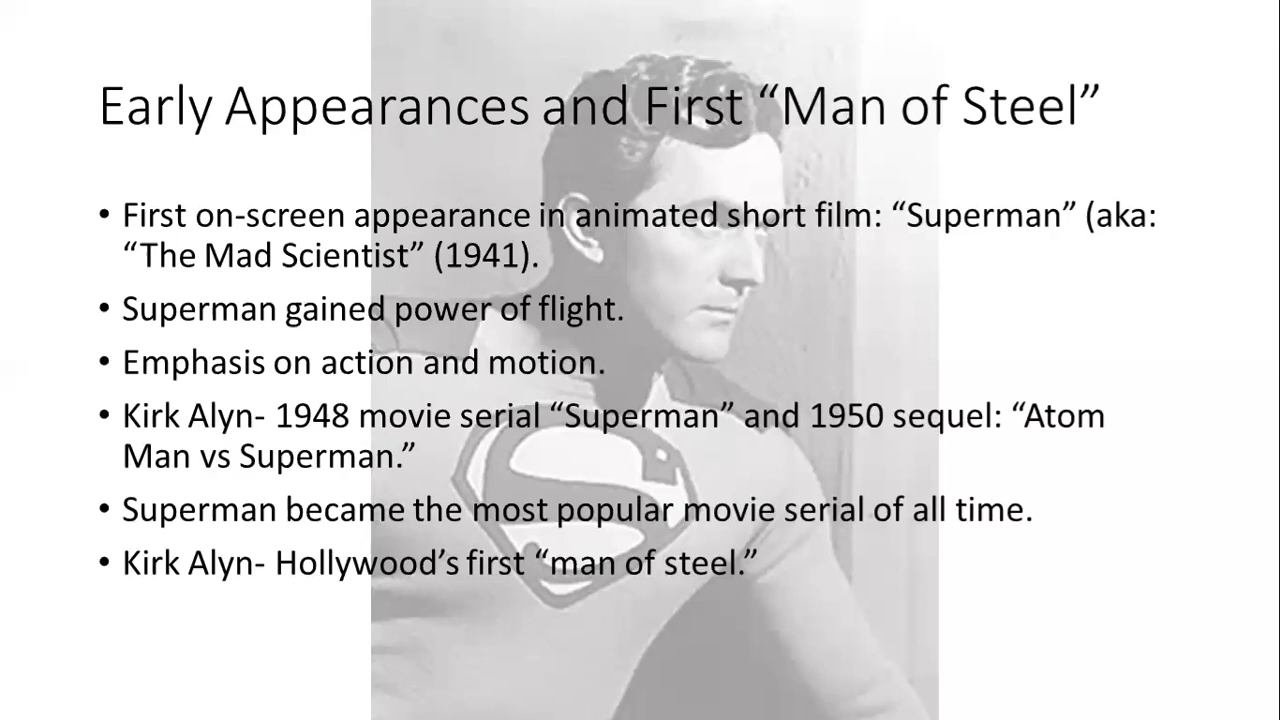 Early Appearances and First “Man of Steel”
• First on-screen appearance in animated short film: “Superman” (aka:
“The Mad Scientist” (1941).
• Superman gained power of flight.
• Emphasis on action and motion.
• Kirk Alyn- 1948 movie serial “Superman” and 1950 sequel: “Atom
Man vs Superman.”
• Superman became the most popular movie serial of all time.
• Kirk Alyn- Hollywood’s first “man of steel.”
S